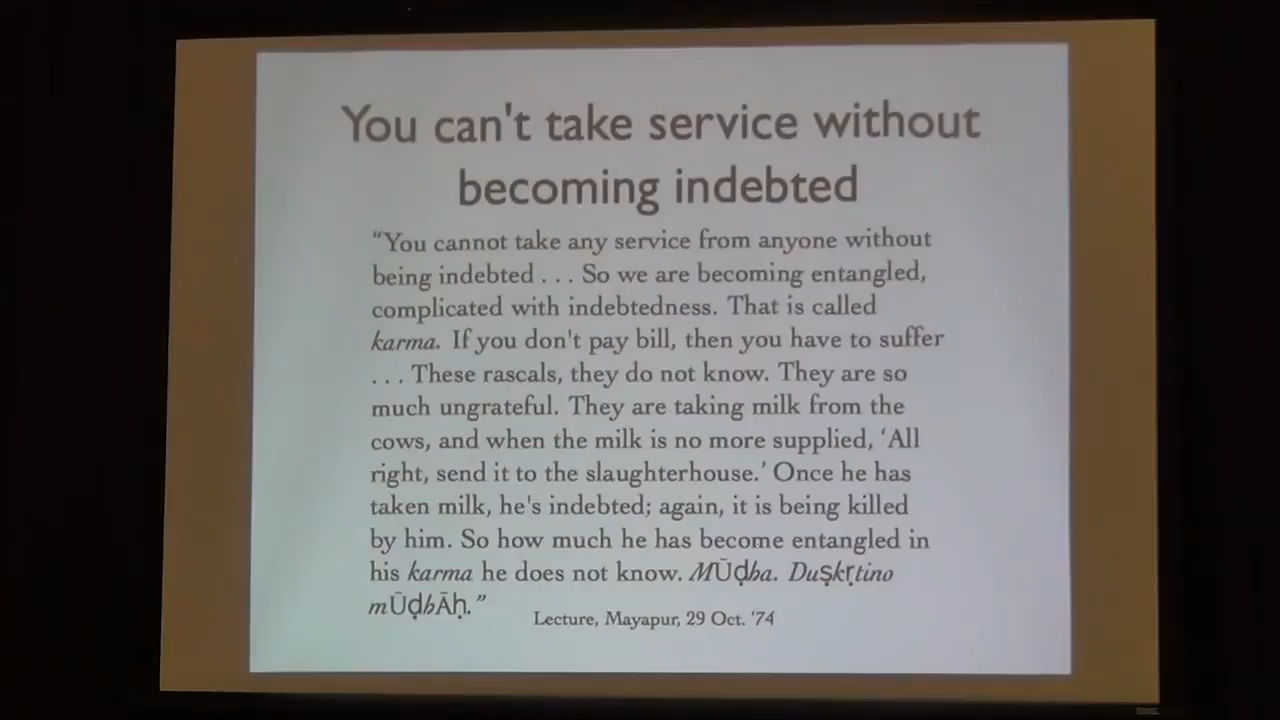 You can't take service without
becoming indebted
“You cannot take any service from anyone without
being indebted . . . So we are becoming entangled,
complicated with indebtedness. That is called
karma. If you don't pay bill, then you have to suffer
. . . These rascals, they do not know. They are so
much ungrateful. They are taking milk from the
cows, and when the milk is no more supplied, ‘All
right, send it to the slaughterhouse.’ Once he has
taken milk, he's indebted; again, it is being killed
by him. So how much he has become entangled in
his karma he does not know. MŪḍha. Duṣkṛtino
mŪḍhĀḥ.”
Lecture, Mayapur, 29 Oct. ‘74